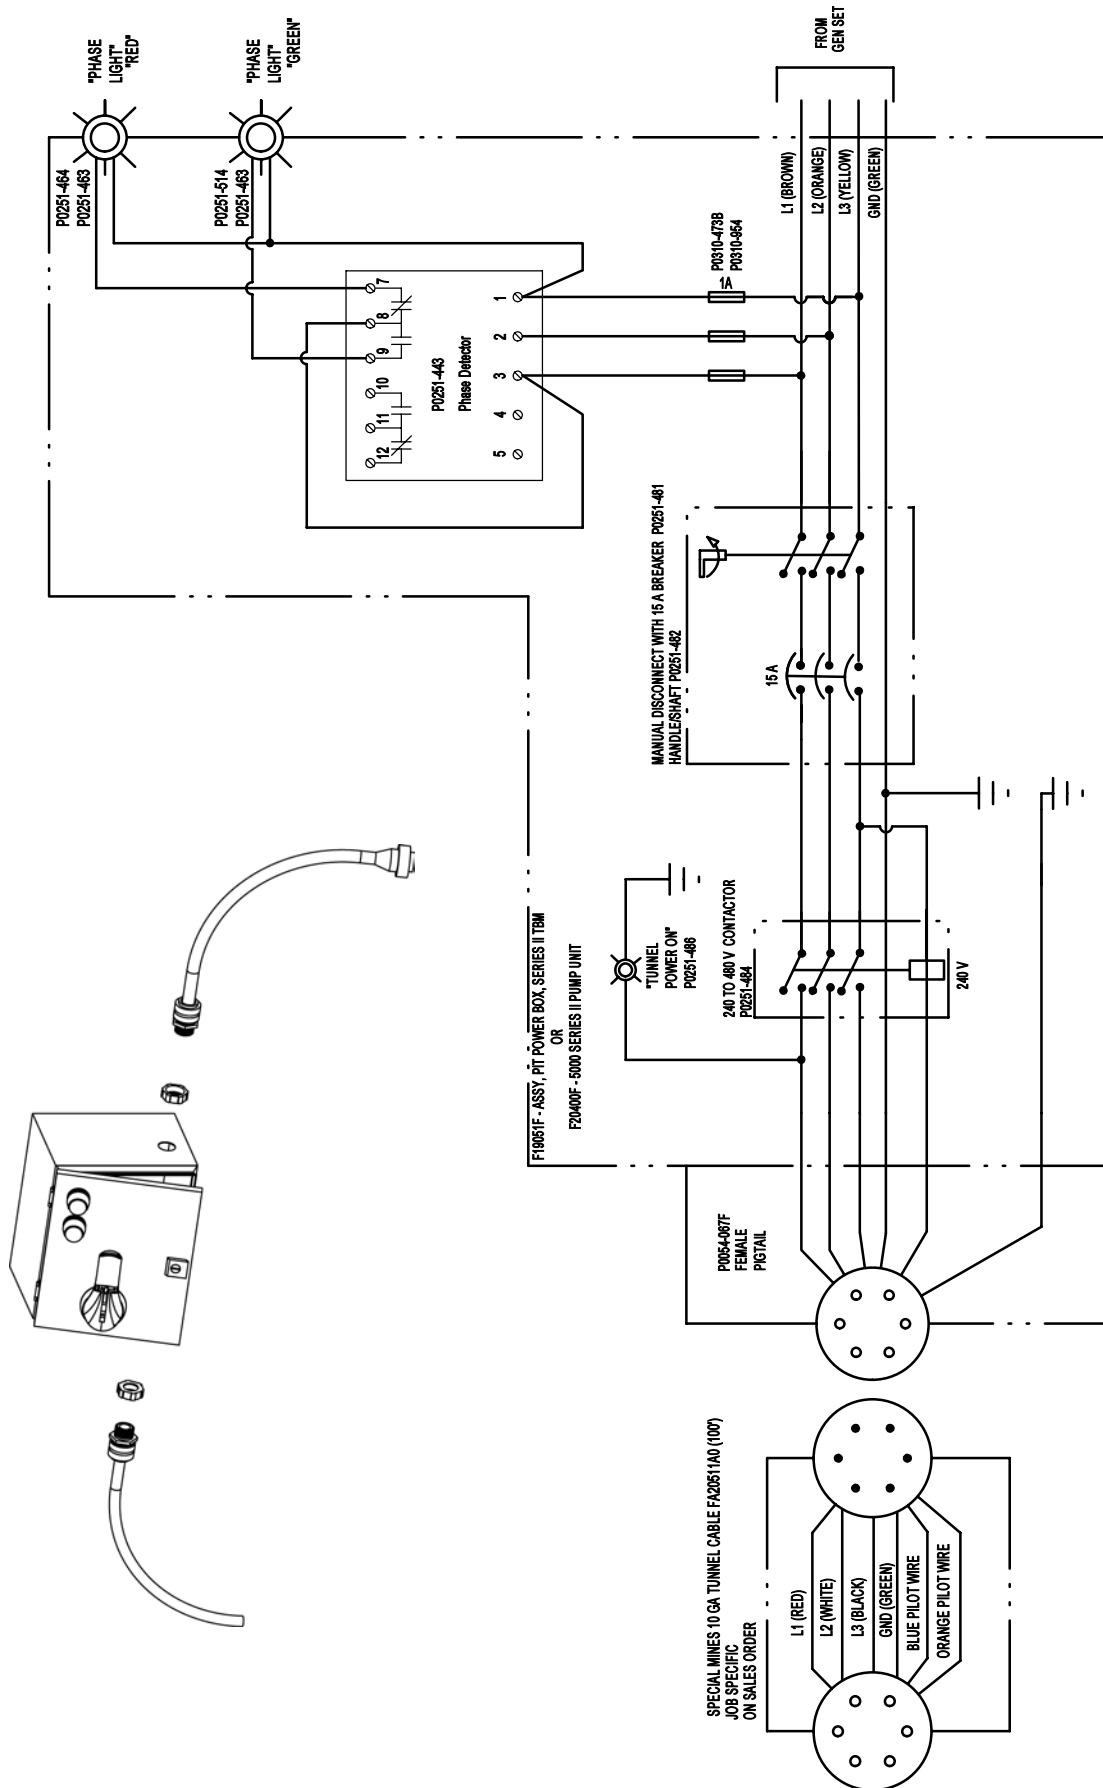 "PHASE
LIGHT"
"RED"
"PHASE
LIGHT"
"GREEN"
P0251-464
P0251-463
P0251-514
P0251-463
FROM
GEN SET
L1 (BROWN)
L2 (ORANGE)
L3 (YELLOW)
GND (GREEN)
7
8
9
10
11
12
P0251-443
Phase Detector
1
2
3
4
5
1A
P0310-473B
P0310-954
MANUAL DISCONNECT WITH 15 A BREAKER P0251-481
HANDLE/SHAFT P0251-482
15 A
F19051F - ASSY, PIT POWER BOX, SERIES II TBM
OR
F20400F - 5000 SERIES II PUMP UNIT
"TUNNEL
POWER ON"
P0251-486
240 TO 480 V CONTACTOR
P0251-484
240 V
P0054-067F
FEMALE
PIGTAIL
SPECIAL MINES 10 GA TUNNEL CABLE FA20511A0 (100')
JOB SPECIFIC
ON SALES ORDER
L1 (RED)
L2 (WHITE)
L3 (BLACK)
GND (GREEN)
BLUE PILOT WIRE
ORANGE PILOT WIRE